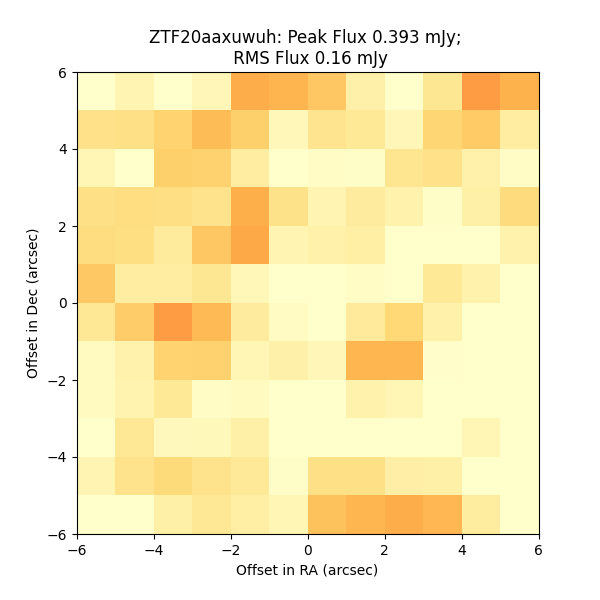 ZTF20aaxuwuh: Peak Flux 0.393 mJy;
RMS Flux 0.16 mJy
6
4
2
0
−2
−4
−6
Offset in Dec (arcsec)
−6 −4 −2 0 2 4 6
Offset in RA (arcsec)